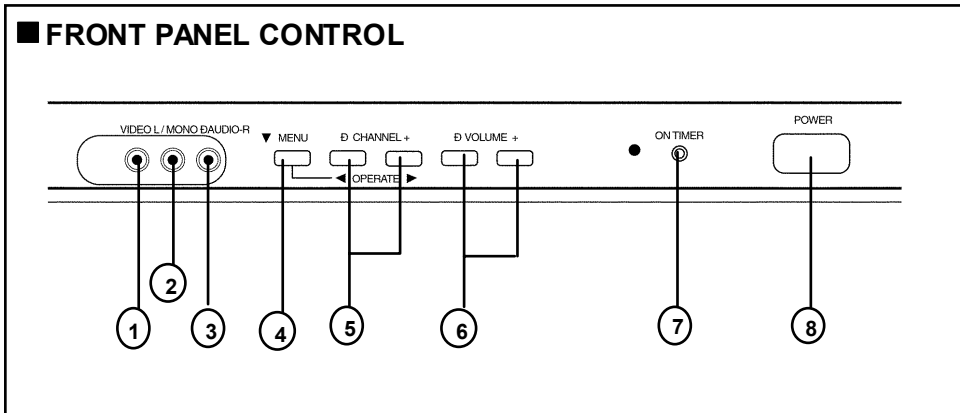 ■ FRONT PANEL CONTROL
VIDEO L / MONO ÐAUDIO-R
▼ MENU
Ð CHANNEL +
Ð VOLUME +
ON TIMER
POWER
◀ OPERATE ▶
1
2
3
4
5
6
7
8